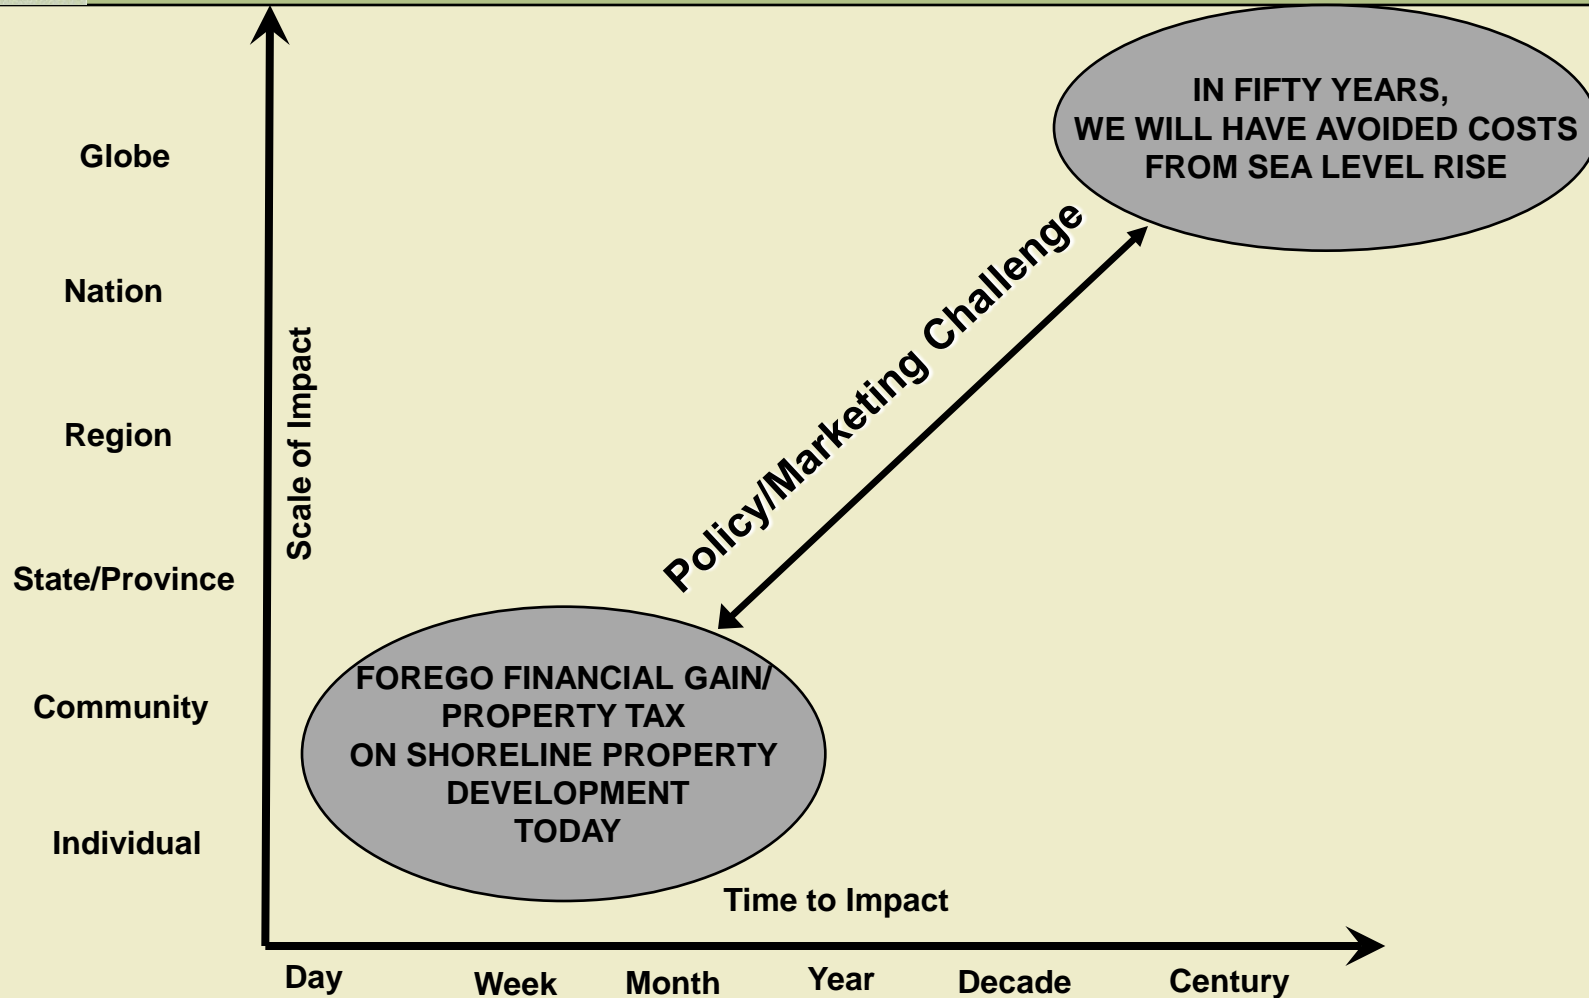 IN FIFTY YEARS,
WE WILL HAVE AVOIDED COSTS
FROM SEA LEVEL RISE
Globe
Nation
Region
State/Province
Community
Individual
Scale of Impact
Policy/Marketing Challenge
FOREGO FINANCIAL GAIN/
PROPERTY TAX
ON SHORELINE PROPERTY
DEVELOPMENT
TODAY
Time to Impact
Day
Week
Month
Year
Decade
Century